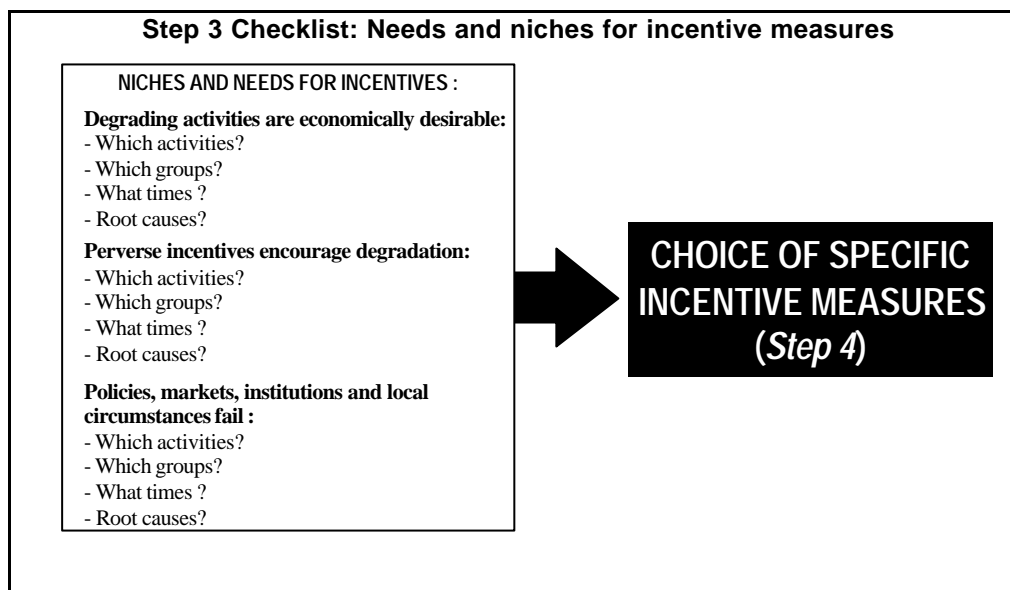 Step 3 Checklist: Needs and niches for incentive measures
NICHES AND NEEDS FOR INCENTIVES :
Degrading activities are economically desirable:
- Which activities?
- Which groups?
- What times ?
- Root causes?
Perverse incentives encourage degradation:
- Which activities?
- Which groups?
- What times ?
- Root causes?
Policies, markets, institutions and local
circumstances fail :
- Which activities?
- Which groups?
- What times ?
- Root causes?
CHOICE OF SPECIFIC
INCENTIVE MEASURES
(Step 4)